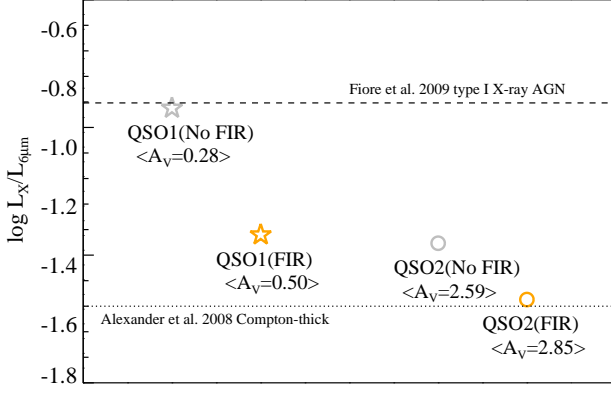 -0.6
-0.8
-1.0
-1.2
-1.4
-1.6
-1.8
log L_X/L_6μm
Fiore et al. 2009 type I X-ray AGN
QSO1(No FIR)
<A_V=0.28>
QSO1(FIR)
<A_V=0.50>
QSO2(No FIR)
<A_V=2.59>
Alexander et al. 2008 Compton-thick
QSO2(FIR)
<A_V=2.85>